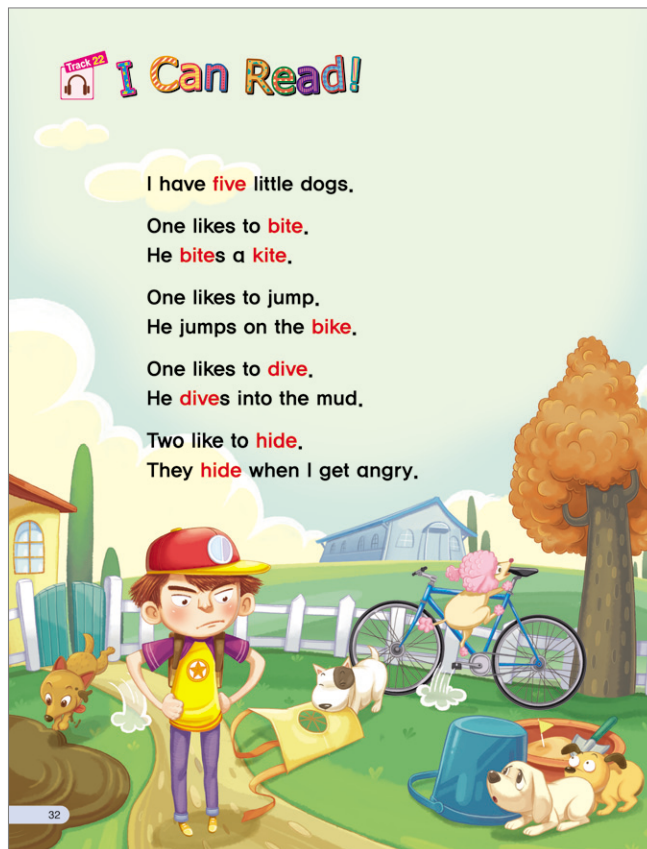 Track 22
I Can Read!
I have five little dogs.
One likes to bite.
He bites a kite.
One likes to jump.
He jumps on the bike.
One likes to dive.
He dives into the mud.
Two like to hide.
They hide when I get angry.
32